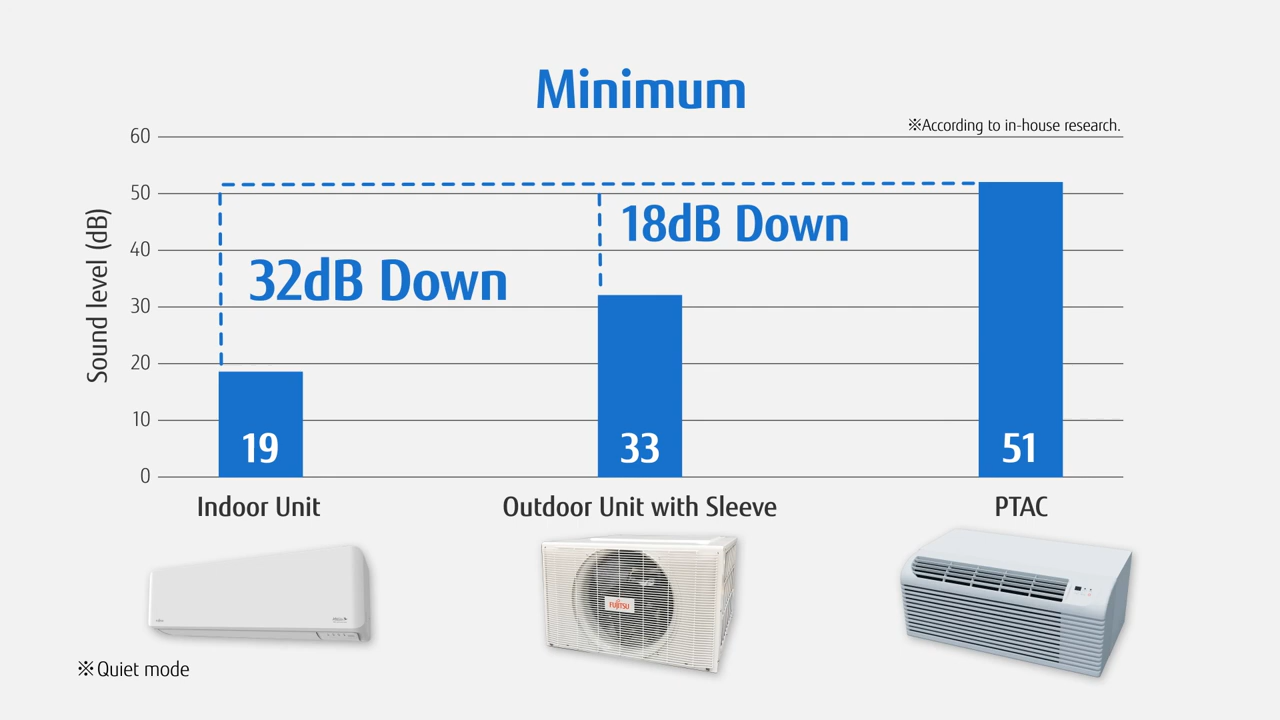 Minimum
※According to in-house research.
Sound level (dB)
60
50
40
30
20
10
0
32dB Down
18dB Down
19
33
51
Indoor Unit
Outdoor Unit with Sleeve
PTAC
FUJITSU
※Quiet mode